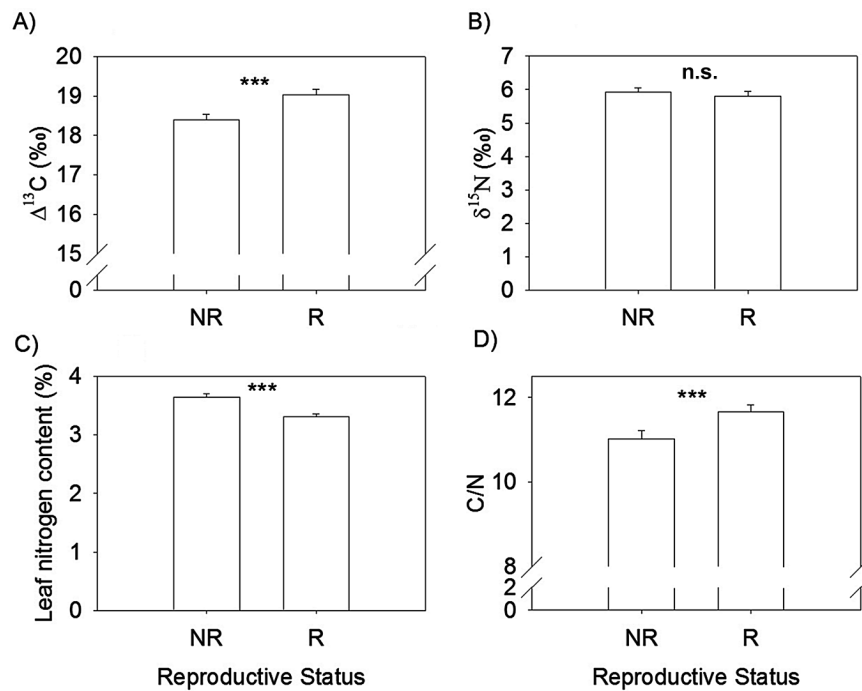 A)
20
19
18
17
16
15
0
Δ¹³C (‰)
***
NR
R
B)
7
6
5
4
3
2
1
0
δ¹⁵N (‰)
n.s.
NR
R
C)
4
3
2
1
0
Leaf nitrogen content (%)
***
NR
R
Reproductive Status
D)
12
10
8
2
0
C/N
***
NR
R
Reproductive Status